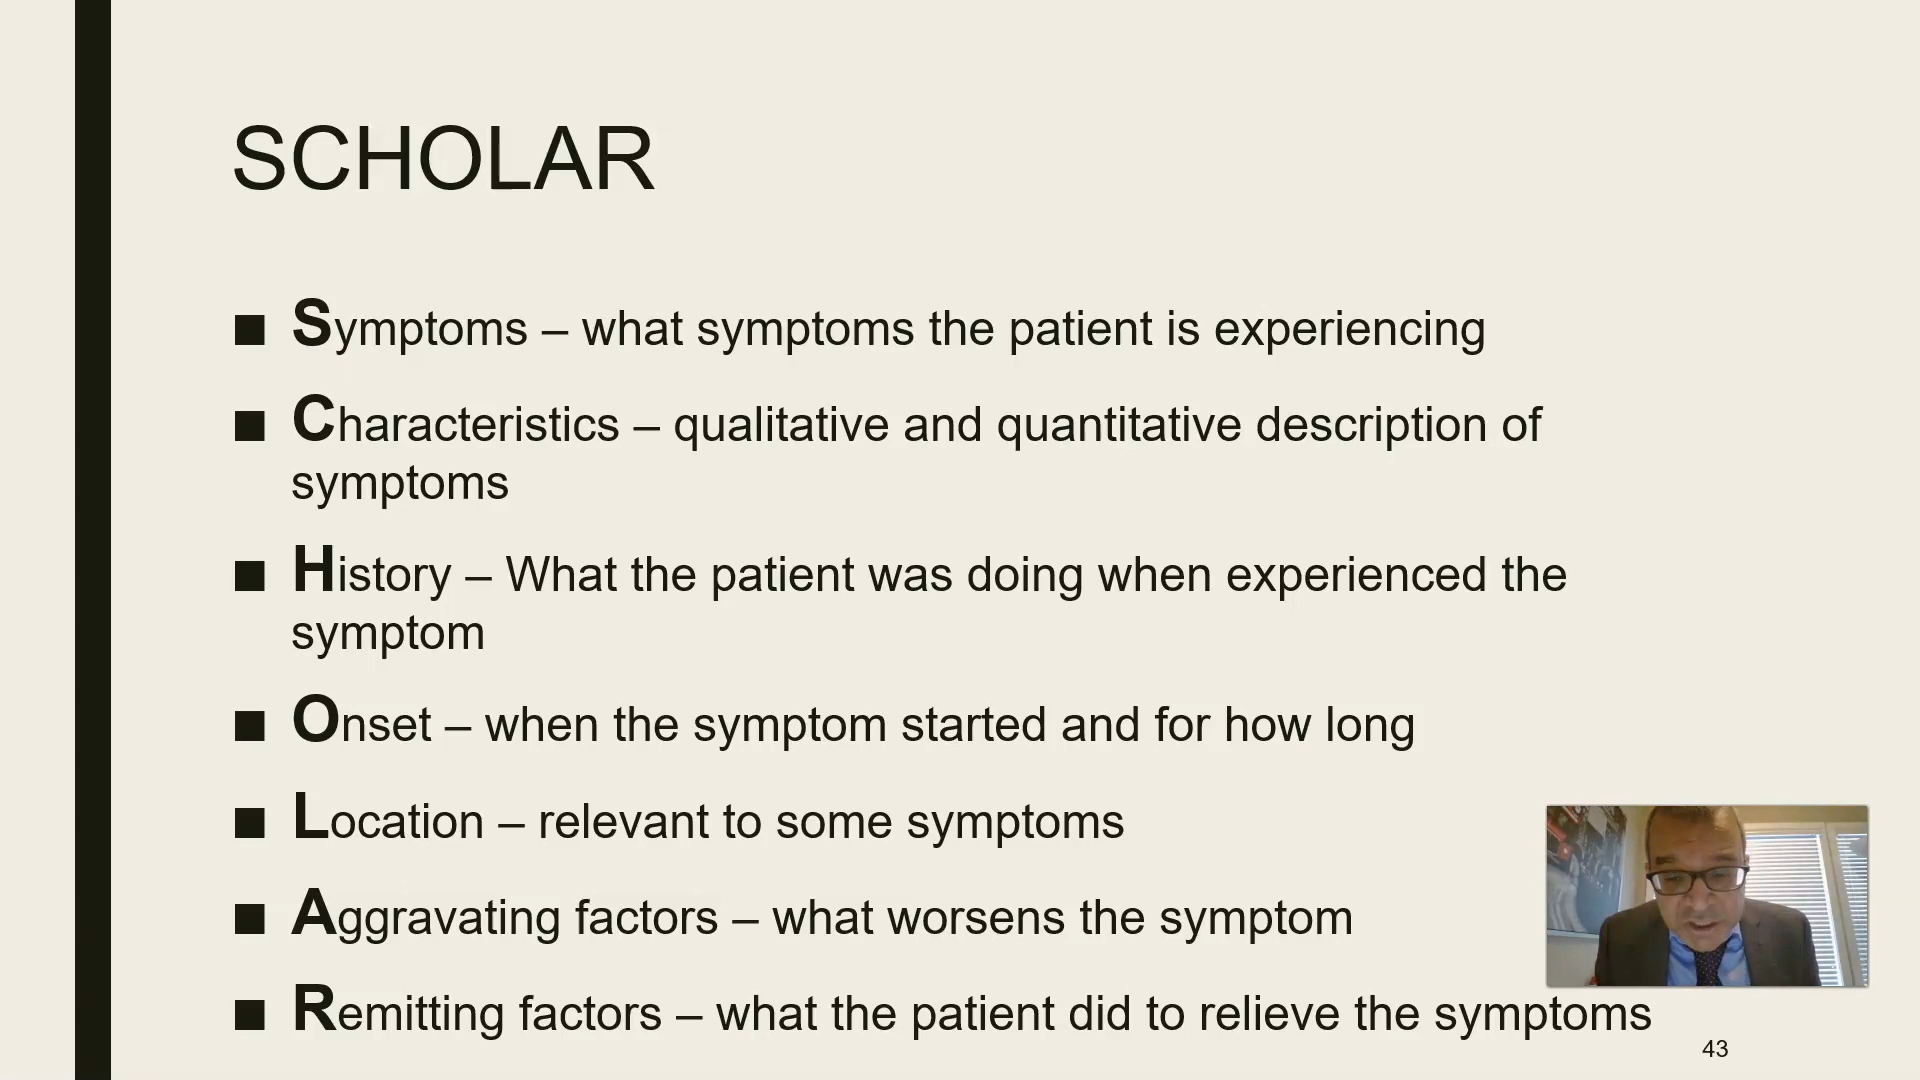 SCHOLAR
■ Symptoms – what symptoms the patient is experiencing
■ Characteristics – qualitative and quantitative description of
symptoms
■ History – What the patient was doing when experienced the
symptom
■ Onset – when the symptom started and for how long
■ Location – relevant to some symptoms
■ Aggravating factors – what worsens the symptom
■ Remitting factors – what the patient did to relieve the symptoms
43